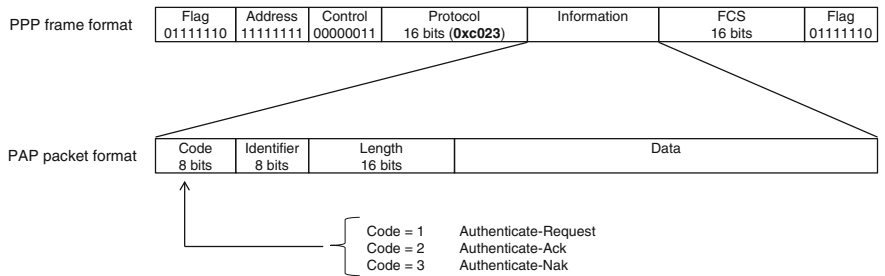 PPP frame format
Flag
01111110
Address
11111111
Control
00000011
Protocol
16 bits (0xc023)
Information
FCS
16 bits
Flag
01111110
PAP packet format
Code
8 bits
Identifier
8 bits
Length
16 bits
Data
Code = 1 Authenticate-Request
Code = 2 Authenticate-Ack
Code = 3 Authenticate-Nak